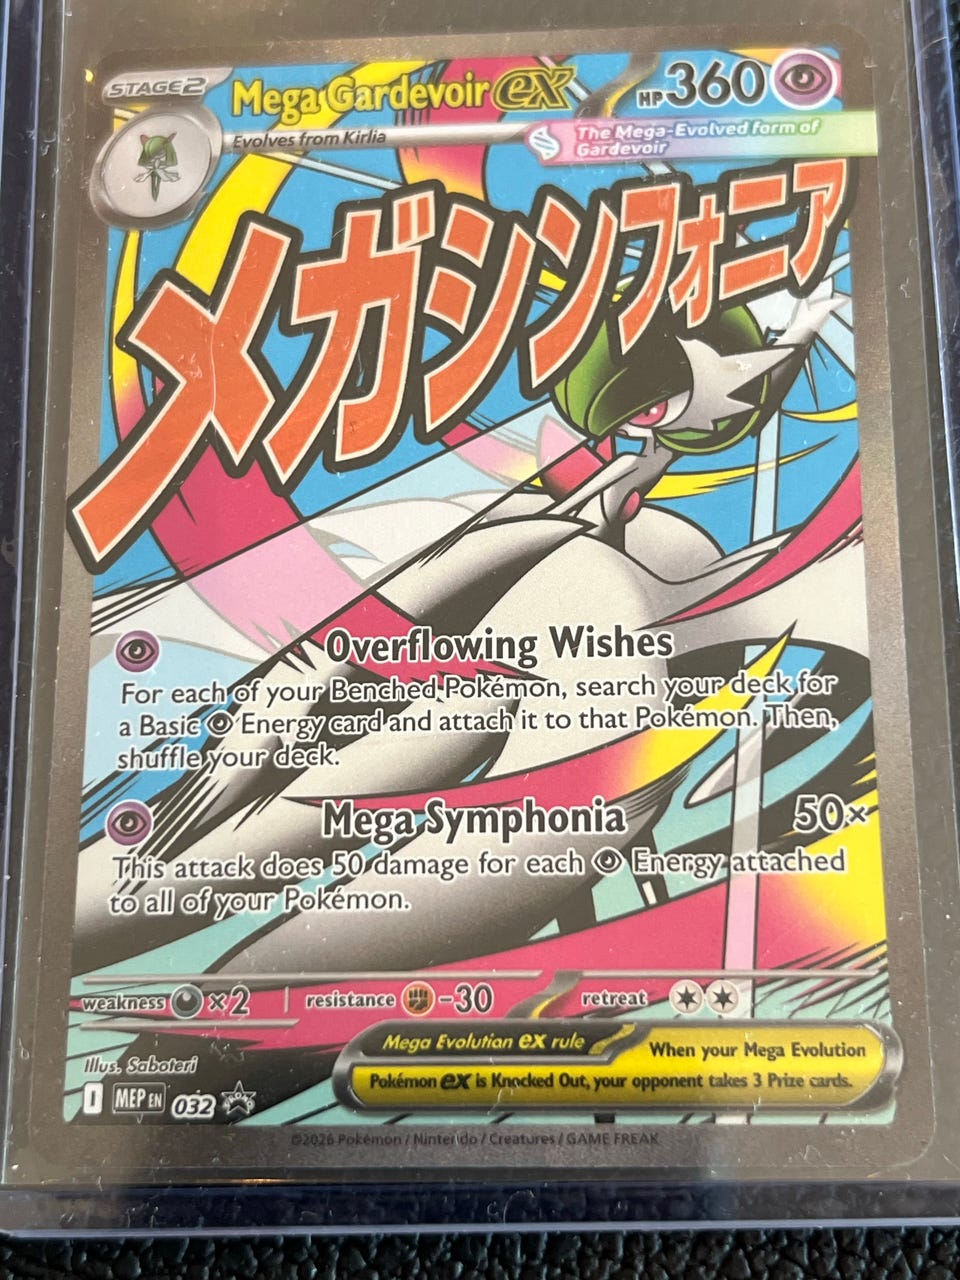 STAGE2 Mega Gardevoir ex HP360
Evolves from Kirlia
The Mega-Evolved form of
Gardevoir
メガシンフォニア
Overflowing Wishes
For each of your Benched Pokémon, search your deck for
a Basic Energy card and attach it to that Pokémon. Then,
shuffle your deck.
Mega Symphonia 50×
This attack does 50 damage for each Energy attached
to all of your Pokémon.
weakness ×2 resistance -30 retreat
Mega Evolution ex rule
When your Mega Evolution
Pokémon ex is Knocked Out, your opponent takes 3 Prize cards.
Illus. Saboteri
I MEP EN 032 PROMO
©2026 Pokémon / Nintendo / Creatures / GAME FREAK